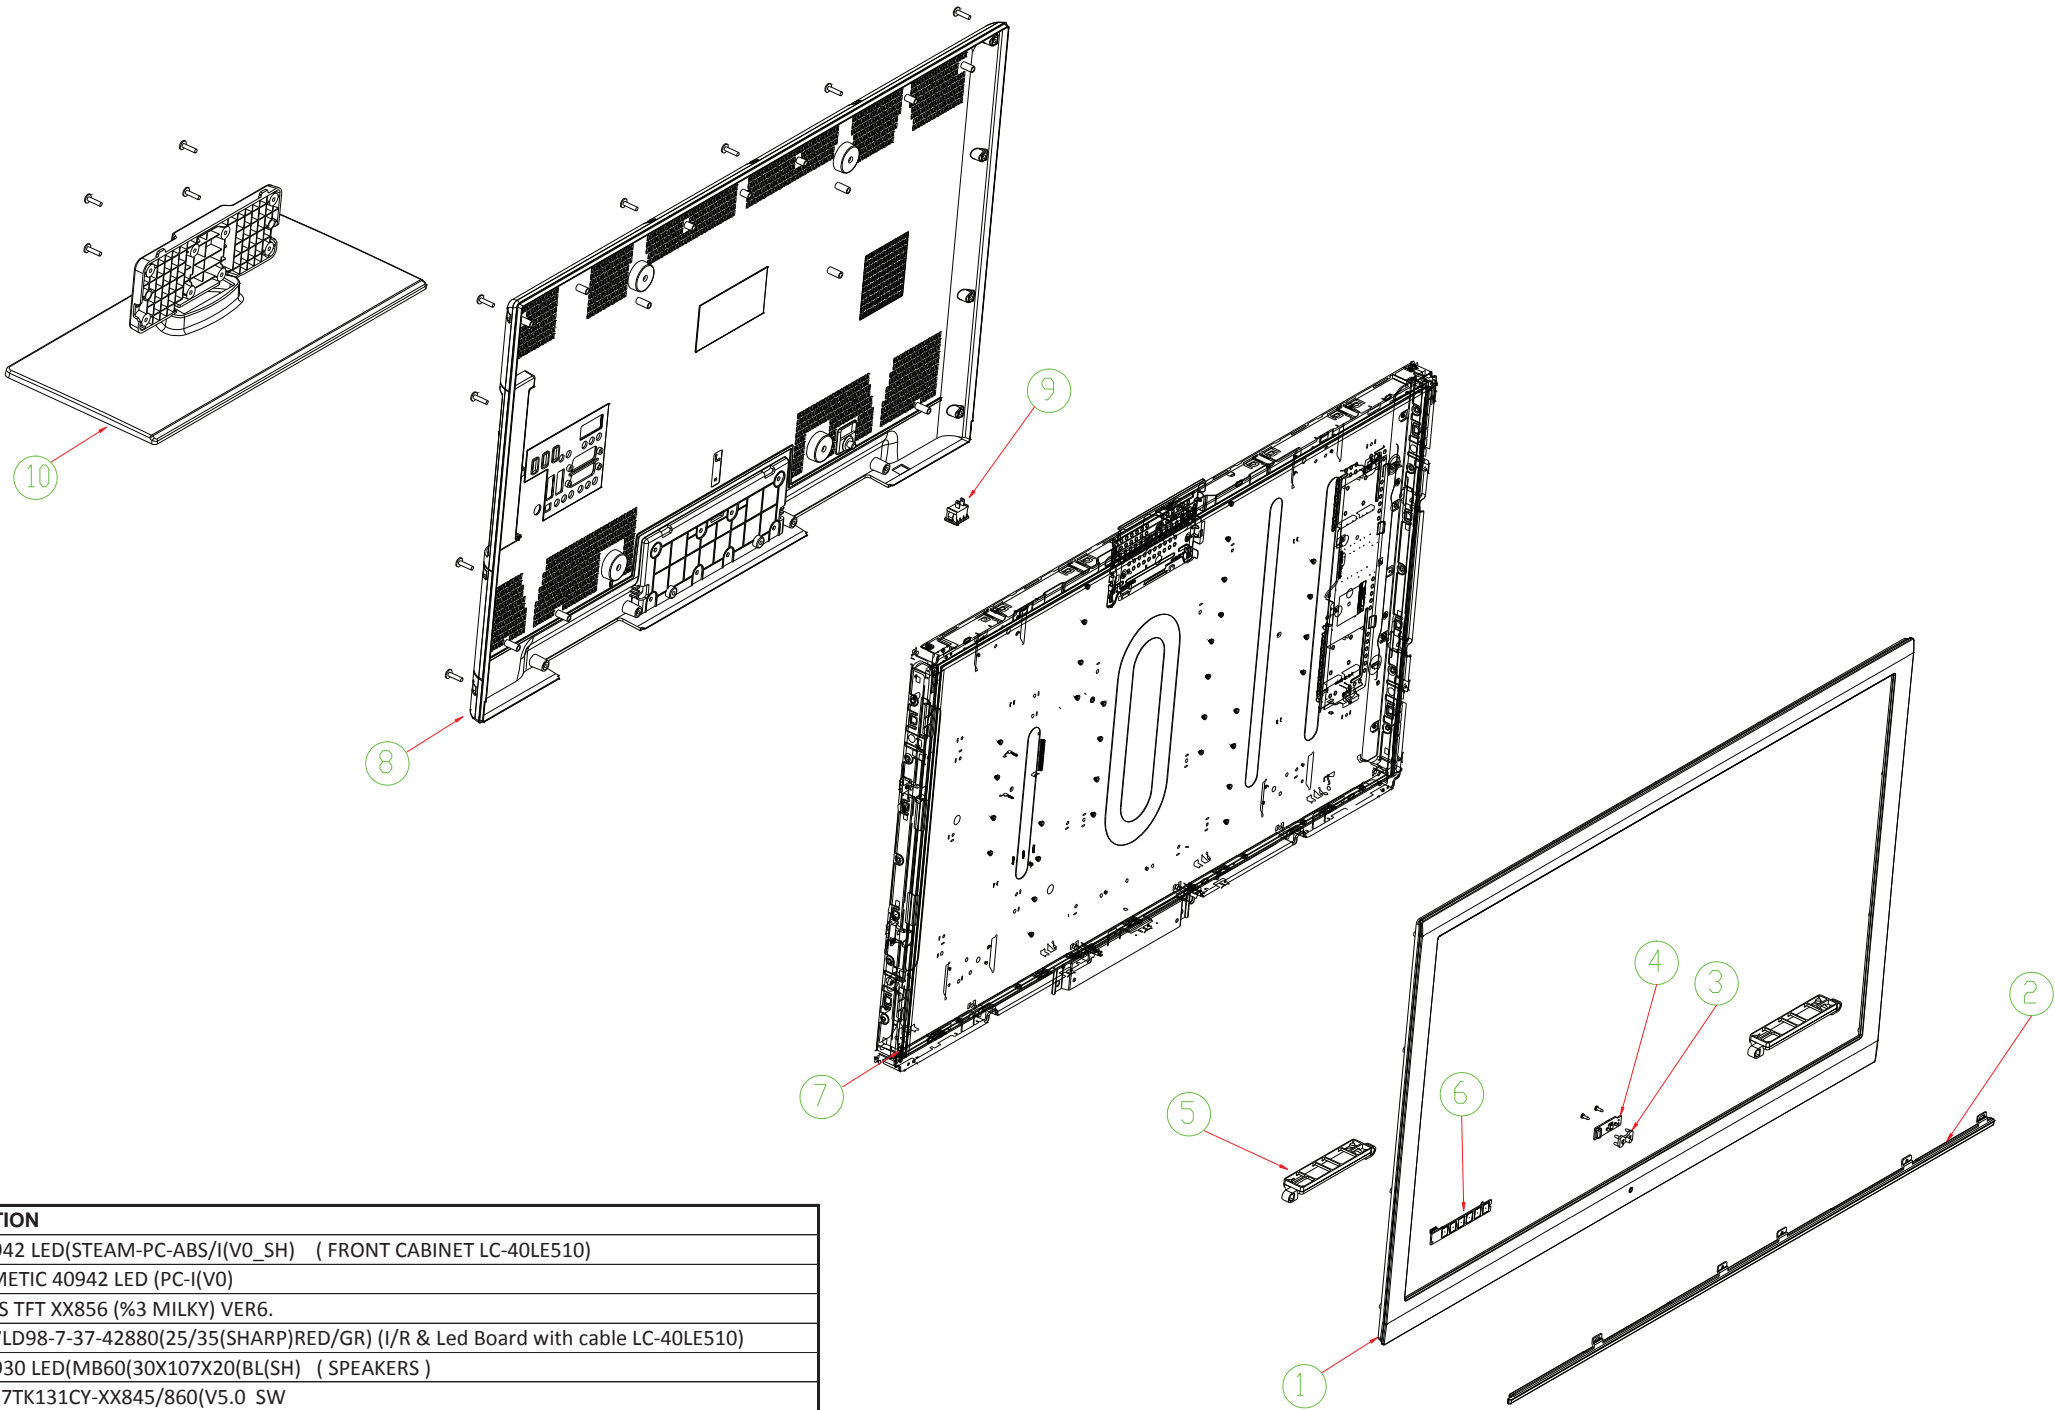 10
9
8
7
4
3
2
6
5
1
TION
942 LED(STEAM-PC-ABS/I(V0_SH) ( FRONT CABINET LC-40LE510)
METIC 40942 LED (PC-I(V0)
S TFT XX856 (%3 MILKY) VER6.
VLD98-7-37-42880(25/35(SHARP)RED/GR) (I/R & Led Board with cable LC-40LE510)
930 LED(MB60(30X107X20(BL(SH) ( SPEAKERS )
17TK131CY-XX845/860(V5.0 SW